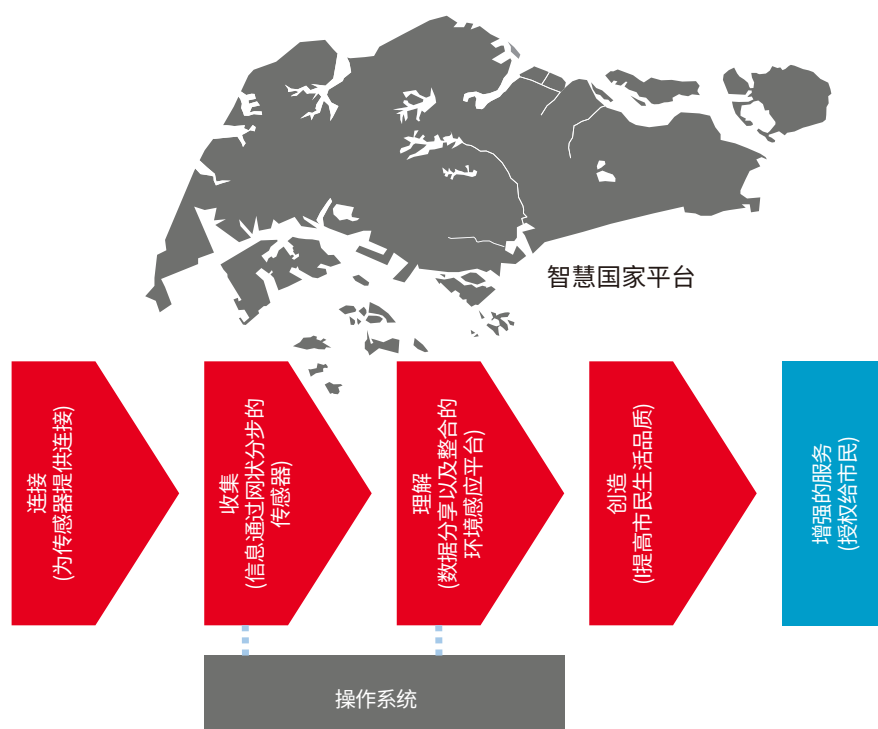 智慧国家平台
连接
(为传感器提供连接)
收集
(信息通过网状分步的
传感器)
理解
(数据分享以及整合的
环境感应平台)
创造
(I提高市民生活品质)
增强的服务
(授权给市民)
操作系统